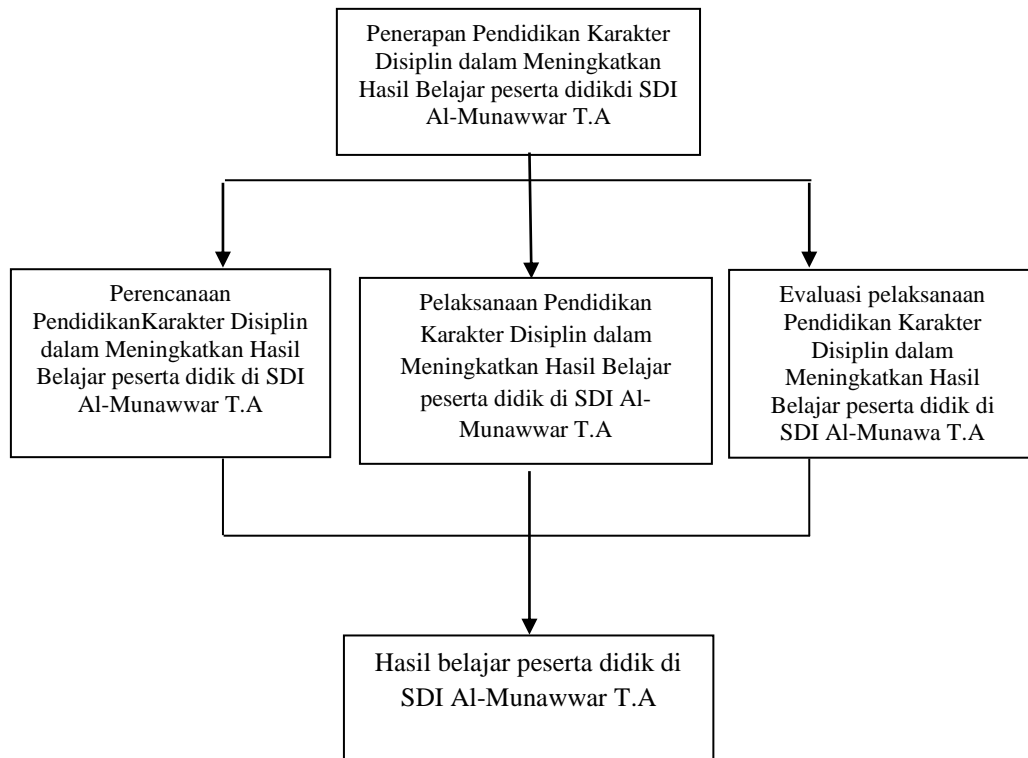 Penerapan Pendidikan Karakter
Disiplin dalam Meningkatkan
Hasil Belajar peserta didikdi SDI
Al-Munawwar T.A
Perencanaan
PendidikanKarakter Disiplin
dalam Meningkatkan Hasil
Belajar peserta didik di SDI
Al-Munawwar T.A
Pelaksanaan Pendidikan
Karakter Disiplin dalam
Meningkatkan Hasil Belajar
peserta didik di SDI Al-
Munawwar T.A
Evaluasi pelaksanaan
Pendidikan Karakter
Disiplin dalam
Meningkatkan Hasil
Belajar peserta didik di
SDI Al-Munawa T.A
Hasil belajar peserta didik di
SDI Al-Munawwar T.A